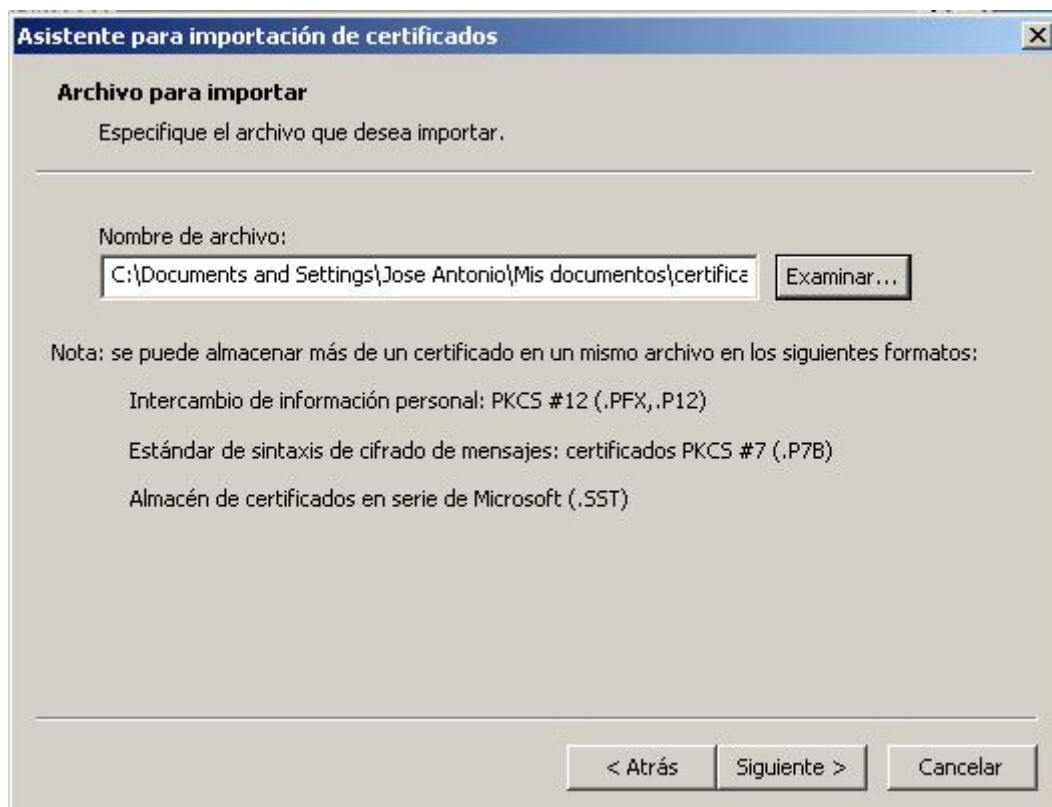 Asistente para importación de certificados
Archivo para importar
Especifique el archivo que desea importar.
Nombre de archivo:
C:\Documents and Settings\Jose Antonio\Mis documentos\certifica
Examinar...
Nota: se puede almacenar más de un certificado en un mismo archivo en los siguientes formatos:
Intercambio de información personal: PKCS #12 (.PFX,.P12)
Estándar de sintaxis de cifrado de mensajes: certificados PKCS #7 (.P7B)
Almacén de certificados en serie de Microsoft (.SST)
< Atrás Siguiente > Cancelar